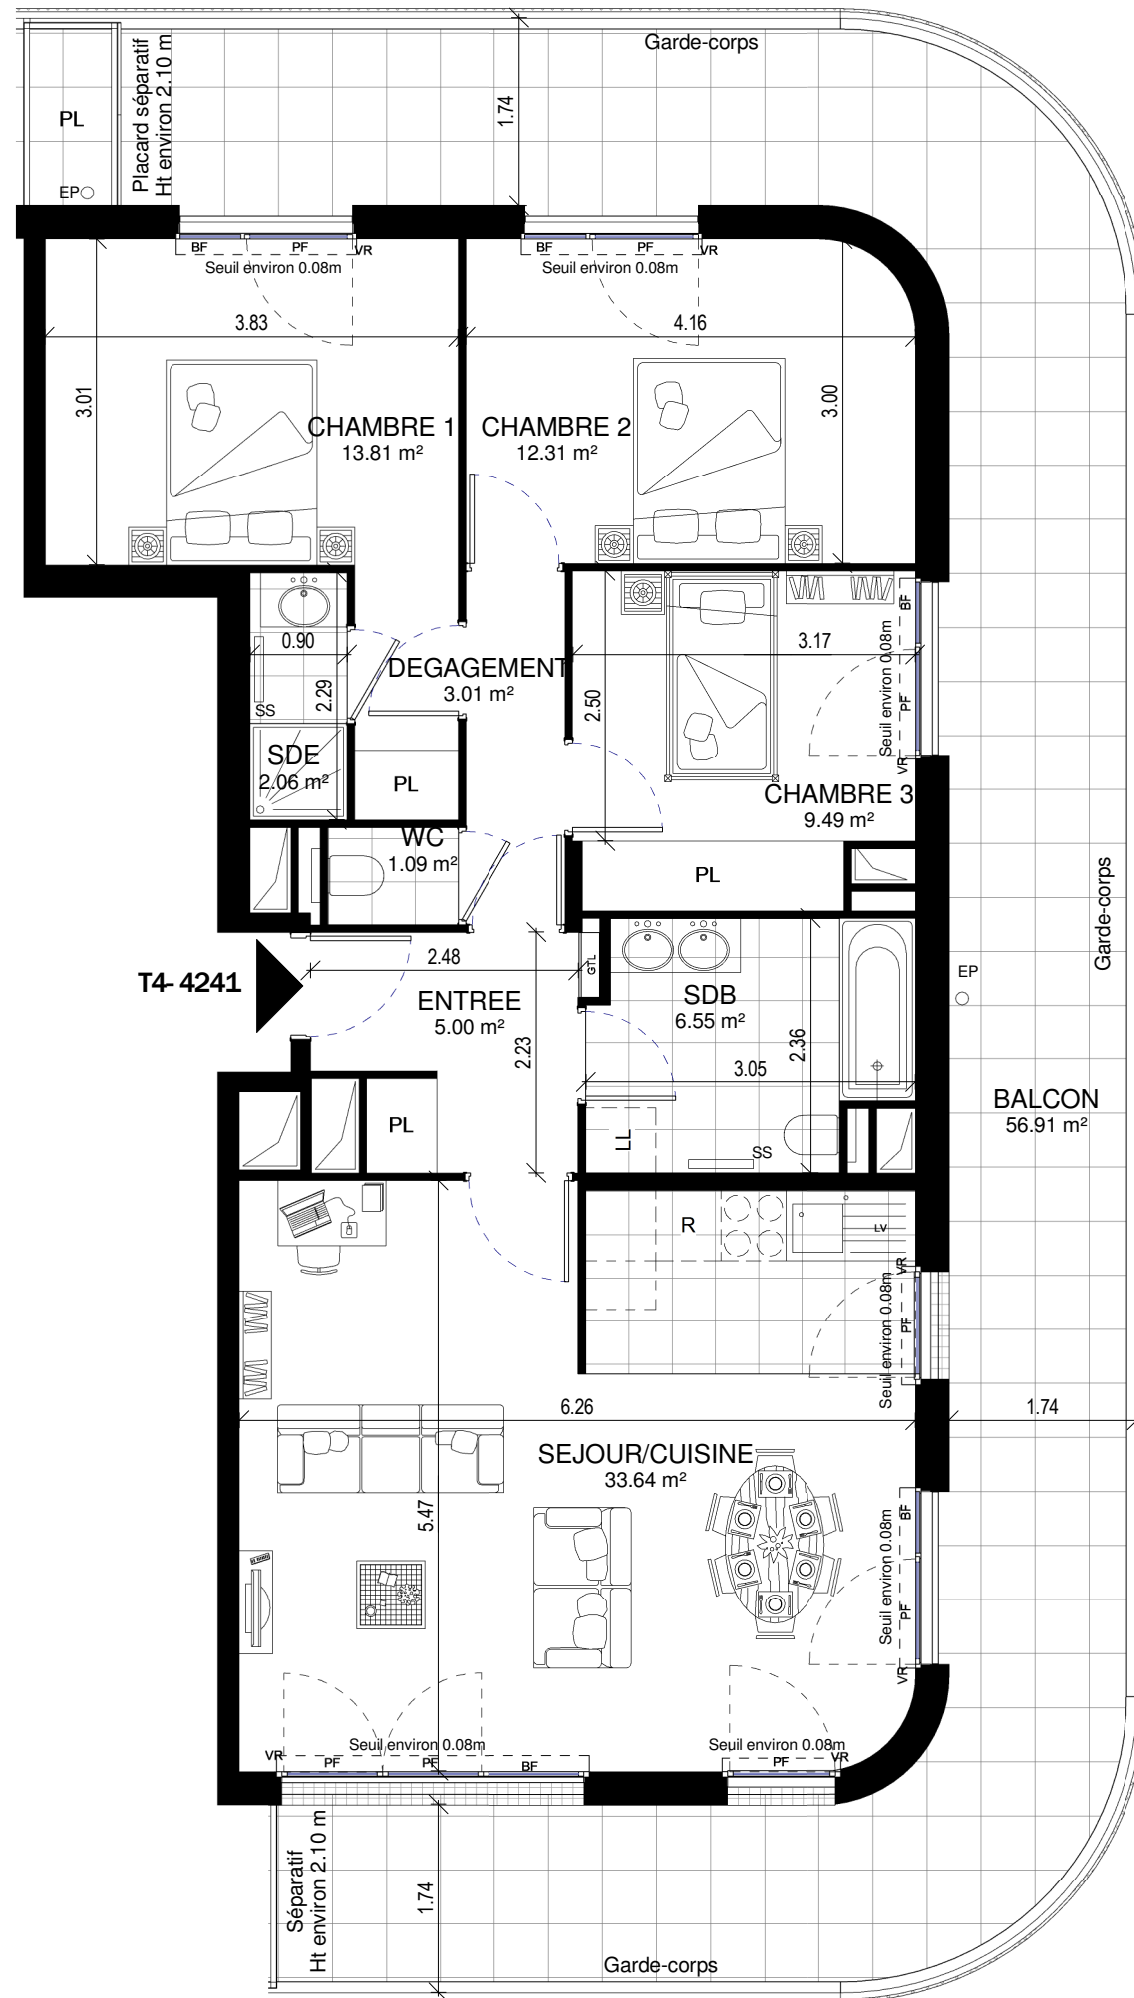 Garde-corps
Placard séparatif
Ht environ 2.10 m
PL
EP
1.74
BF
PF
VR
Seuil environ 0.08m
BF
PF
VR
Seuil environ 0.08m
3.83
4.16
3.01
3.00
CHAMBRE 1
13.81 m²
CHAMBRE 2
12.31 m²
0.90
2.29
SS
SDE
2.06 m²
DEGAGEMENT
3.01 m²
PL
3.17
2.50
BF
Seuil environ 0.08m
PF
VR
CHAMBRE 3
9.49 m²
WC
1.09 m²
PL
Garde-corps
T4- 4241
2.48
GTL
ENTREE
5.00 m²
2.23
SDB
6.55 m²
2.36
3.05
EP
BALCON
56.91 m²
PL
LL
SS
R
LV
VR
Seuil environ 0.08m
PF
6.26
1.74
SEJOUR/CUISINE
33.64 m²
5.47
BF
Seuil environ 0.08m
PF
VR
VR
Seuil environ 0.08m
PF
PF
BF
Seuil environ 0.08m
PF
VR
Séparatif
Ht environ 2.10 m
1.74
Garde-corps